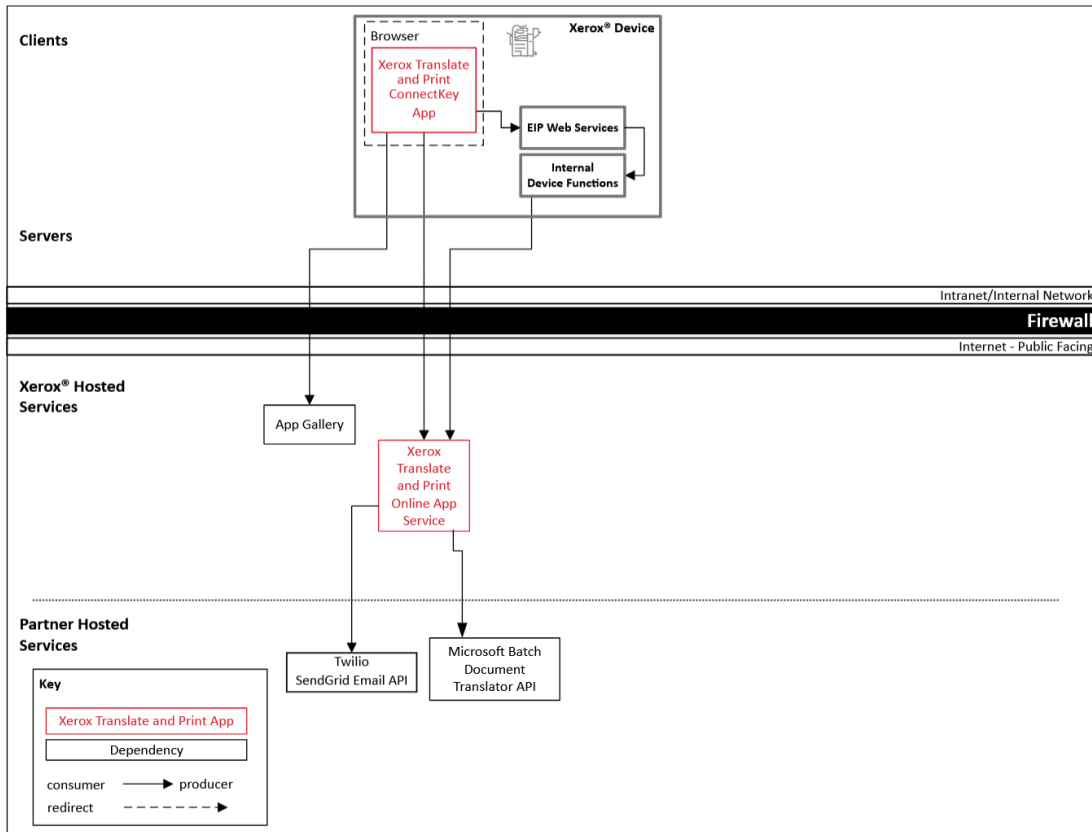 Clients
Xerox® Device
Browser
Xerox Translate
and Print
ConnectKey
App
EIP Web Services
Internal
Device Functions
Servers
Intranet/Internal Network
Firewall
Internet - Public Facing
Xerox® Hosted
Services
App Gallery
Xerox
Translate
and Print
Online App
Service
Partner Hosted
Services
Twilio
SendGrid Email API
Microsoft Batch
Document
Translator API
Key
Xerox Translate and Print App
Dependency
consumer
producer
redirect